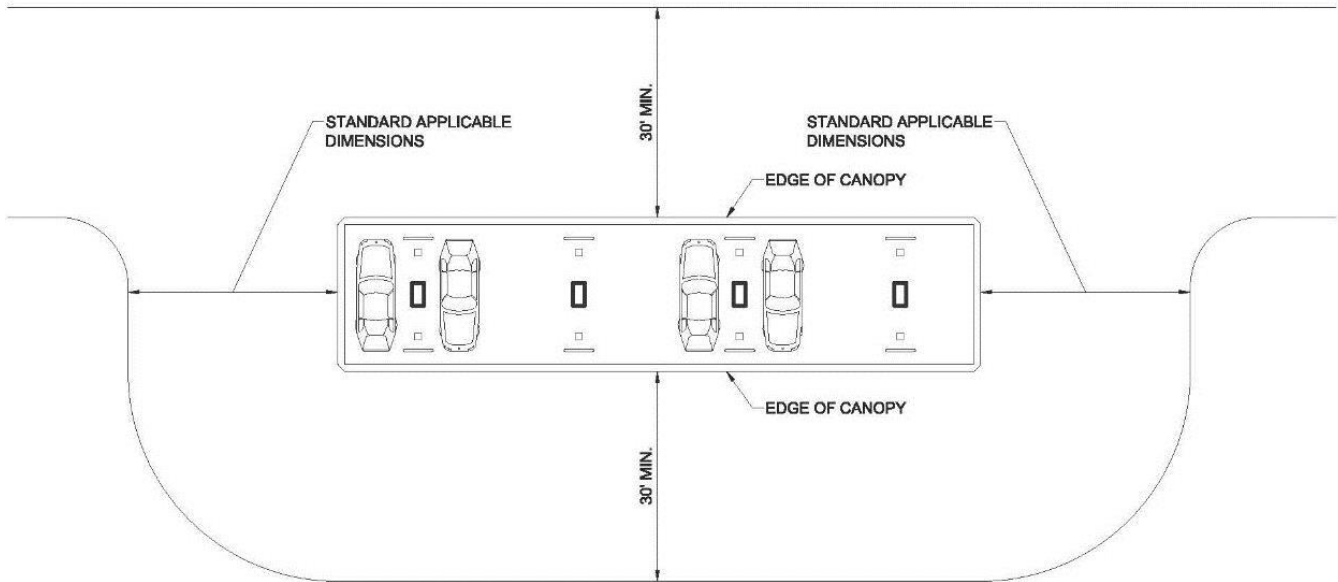 30' MIN.
STANDARD APPLICABLE
DIMENSIONS
STANDARD APPLICABLE
DIMENSIONS
EDGE OF CANOPY
EDGE OF CANOPY
30' MIN.